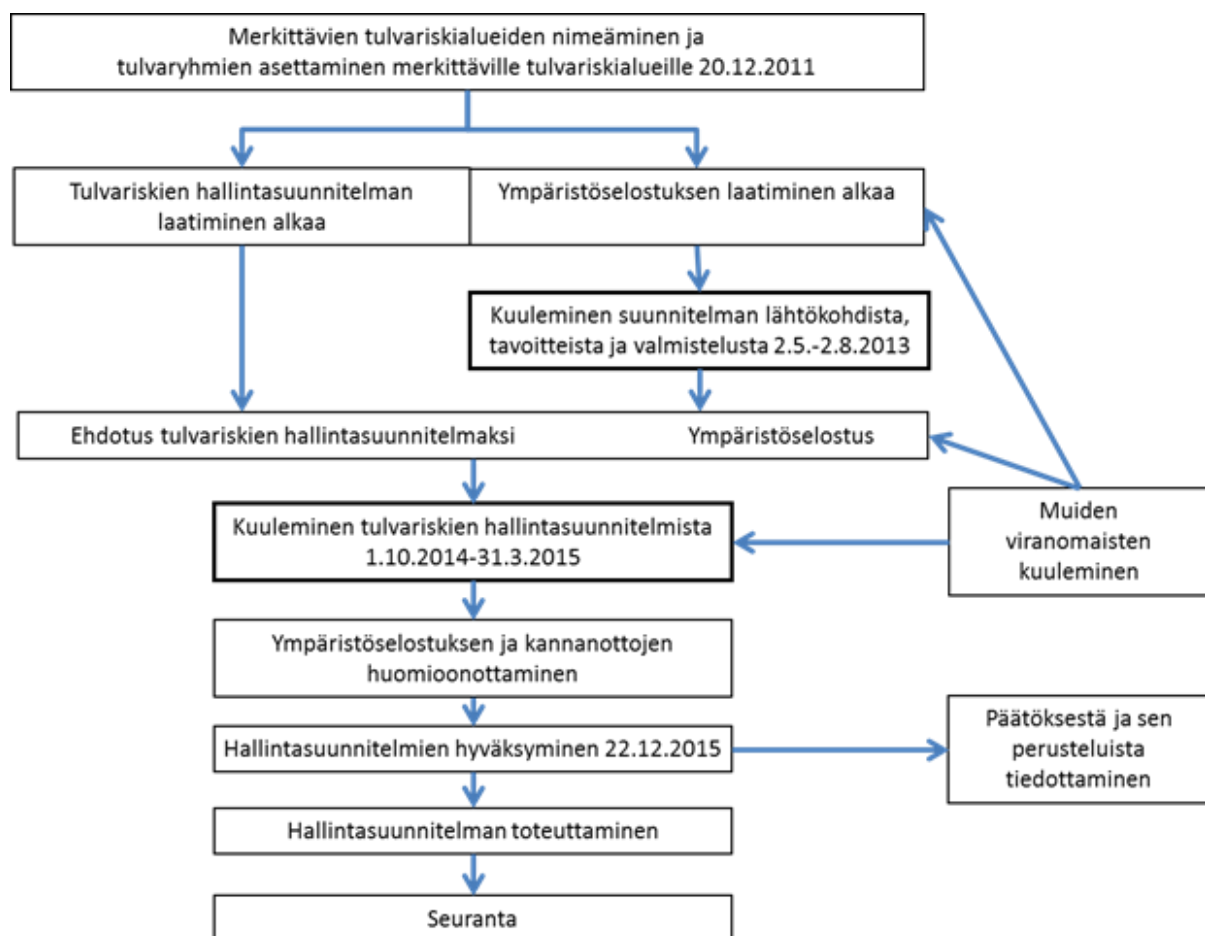 Merkittävien tulvariskialueiden nimeäminen ja
tulvaryhmien asettaminen merkittäville tulvariskialueille 20.12.2011
Tulvariskien hallintasuunnitelman
laatiminen alkaa
Ympäristöselostuksen laatiminen alkaa
Kuuleminen suunnitelman lähtökohdista,
tavoitteista ja valmistelusta 2.5.-2.8.2013
Ehdotus tulvariskien hallintasuunnitelmaksi
Ympäristöselostus
Kuuleminen tulvariskien hallintasuunnitelmista
1.10.2014-31.3.2015
Muiden
viranomaisten
kuuleminen
Ympäristöselostuksen ja kannanottojen
huomioonottaminen
Hallintasuunnitelmien hyväksyminen 22.12.2015
Päätöksestä ja sen
perusteluista
tiedottaminen
Hallintasuunnitelman toteuttaminen
Seuranta